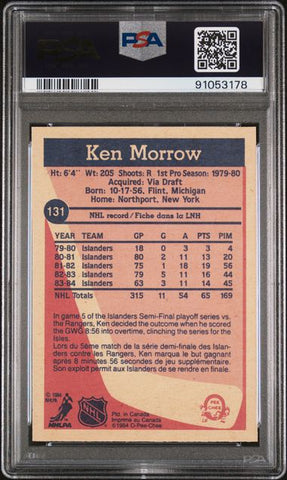 PSA
91053178
Ken Morrow
Ht: 6'4" Wt: 205 Shoots: R 1st Pro Season: 1979-80
Acquired: Via Draft
Born: 10-17-56, Flint, Michigan
Home: Northport, New York
131
NHL record/Fiche dans la LNH
YEAR TEAM GP G A PTS PIM
79-80 Islanders 18 0 3 3 4
80-81 Islanders 80 2 11 13 20
81-82 Islanders 75 1 18 19 56
82-83 Islanders 79 5 11 44
83-84 Islanders 63 3 11 45
NHL Totals 315 11 54 65 169
In game 5 of the Islanders Semi-Final playoff series vs.
the Rangers, Ken decided the outcome when he scored
the GWG 8:56 into overtime, clinching the series for the
Isles.
Lors du 5ème match de la série demi-finale des Islanders
contre les Rangers, Ken marqua le but gagnant
après 8 minutes 56 secondes de jeu supplémentaire.
Son exploit permit aux Islanders de se rendre en finale.
© 1984
NHLPA
NHLPA
NHL
Ptd. in Canada
Imprimé au Canada
©1984 O-Pee-Chee
O
PEE
CHEE